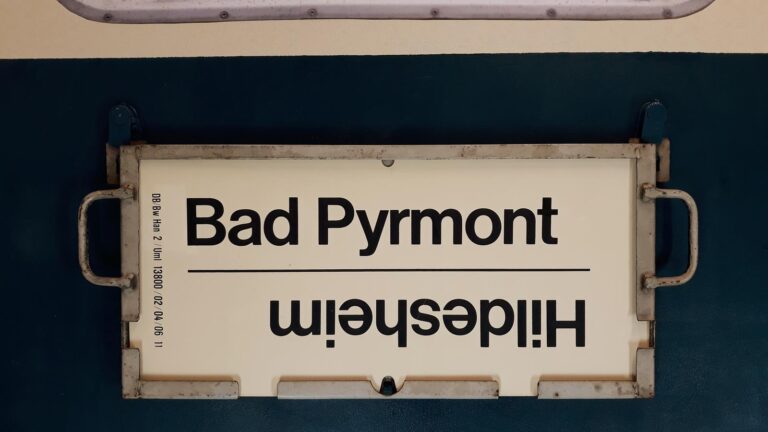 Bad Pyrmont
Hildesheim
DB Bw Han 2 / Uml 13800 / 02 / 04 / 06 11